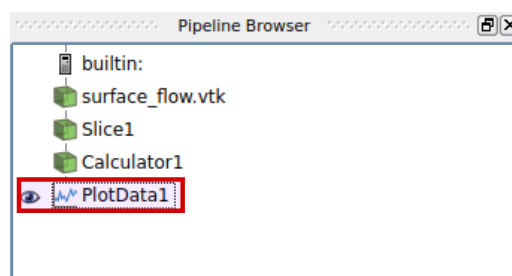 Pipeline Browser
builtin:
surface_flow.vtk
Slice1
Calculator1
PlotData1